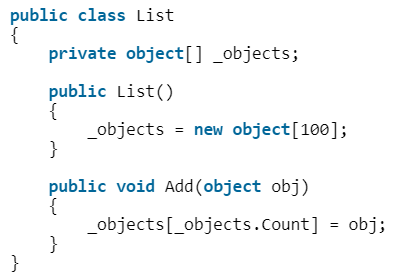 public class List
{
    private object[] _objects;

    public List()
    {
        _objects = new object[100];
    }

    public void Add(object obj)
    {
        _objects[_objects.Count] = obj;
    }
}